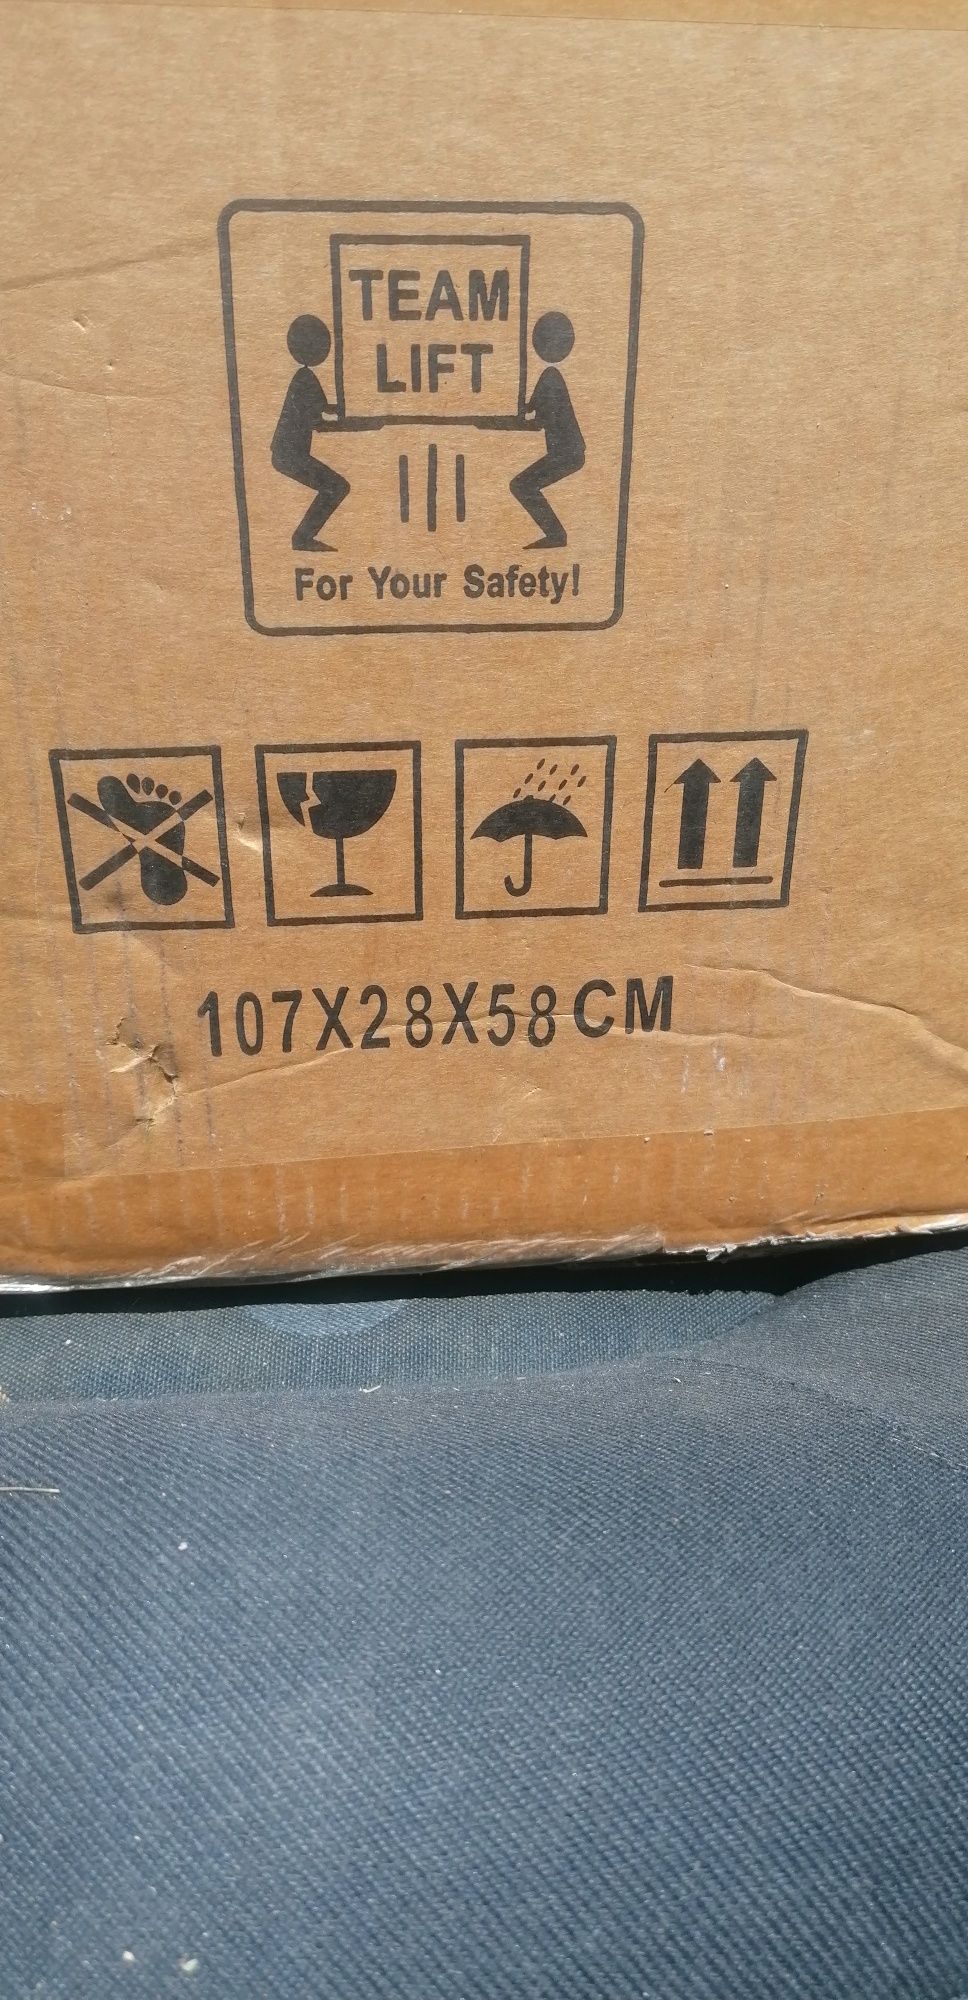 TEAM
LIFT
For Your Safety!
107X28X58CM